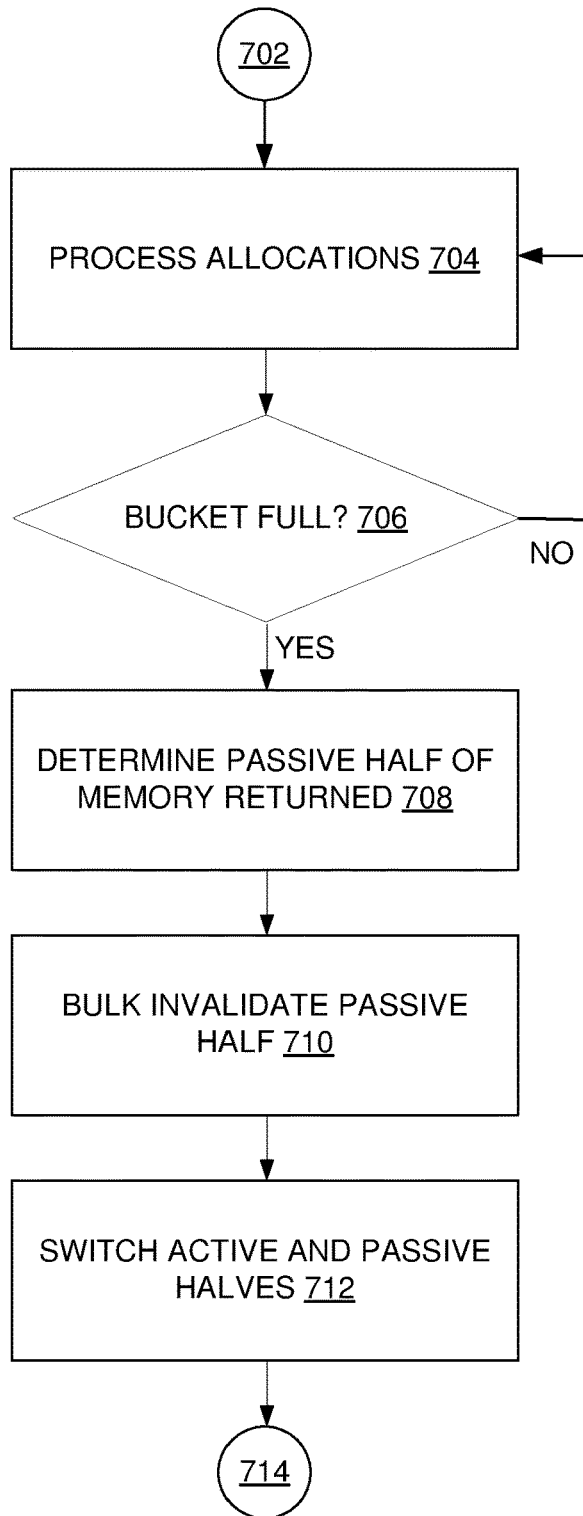 702
PROCESS ALLOCATIONS 704
BUCKET FULL? 706
NO
YES
DETERMINE PASSIVE HALF OF
MEMORY RETURNED 708
BULK INVALIDATE PASSIVE
HALF 710
SWITCH ACTIVE AND PASSIVE
HALVES 712
714